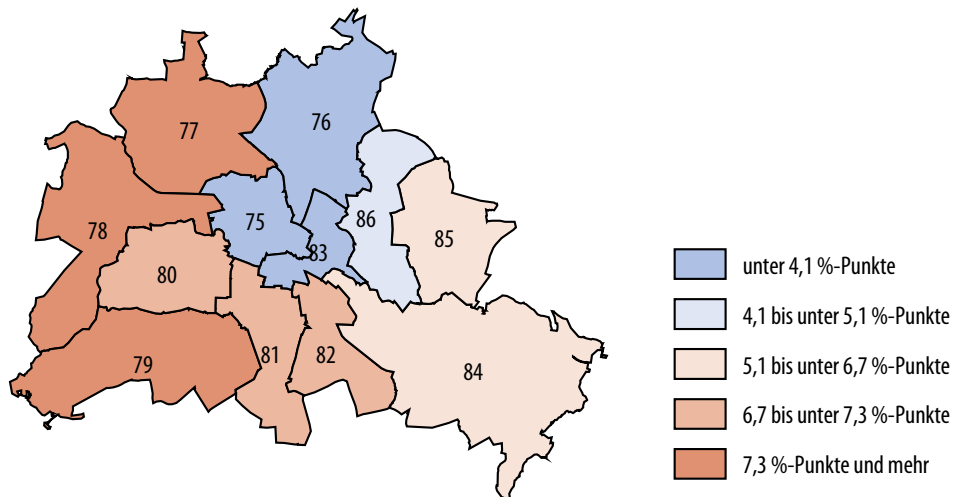 76
77
75
86
78
83
85
80
81
82
79
84
unter 4,1 %-Punkte
4,1 bis unter 5,1 %-Punkte
5,1 bis unter 6,7 %-Punkte
6,7 bis unter 7,3 %-Punkte
7,3 %-Punkte und mehr